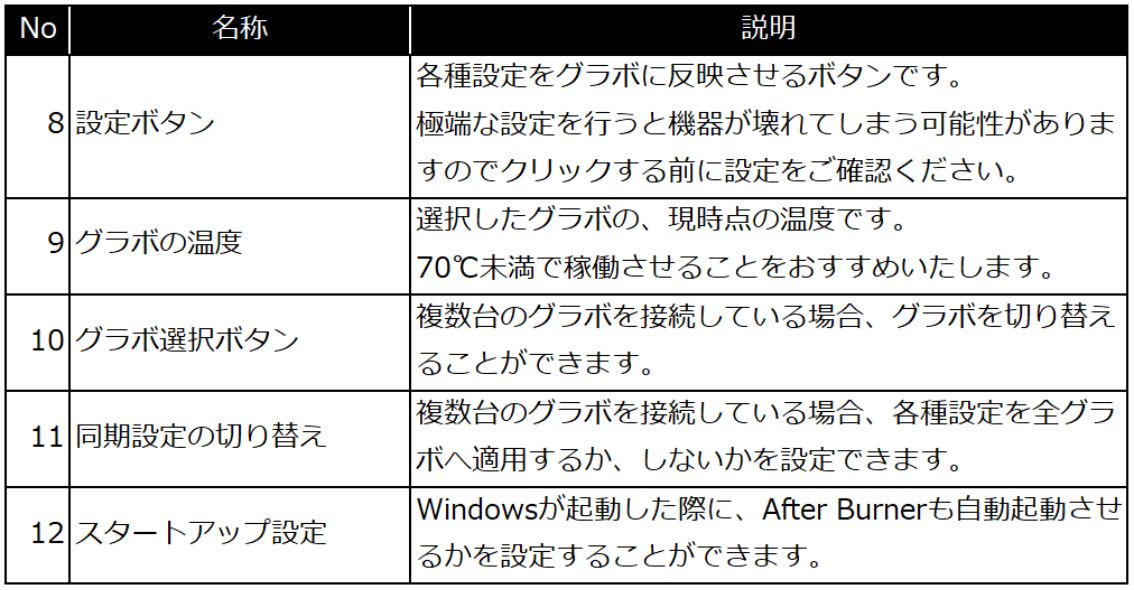 No 名称 説明
各種設定をグラボに反映させるボタンです。
8 設定ボタン 極端な設定を行うと機器が壊れてしまう可能性がありま
すのでクリックする前に設定をご確認ください。
選択したグラボの、現時点の温度です。
9 グラボの温度
70℃未満で稼働させることをおすすめいたします。
複数台のグラボを接続している場合、グラボを切り替え
10 グラボ選択ボタン
ることができます。
複数台のグラボを接続している場合、各種設定を全グラ
11 同期設定の切り替え
ボへ適用するか、しないかを設定できます。
Windowsが起動した際に、After Burnerも自動起動させ
12 スタートアップ設定
るかを設定することができます。